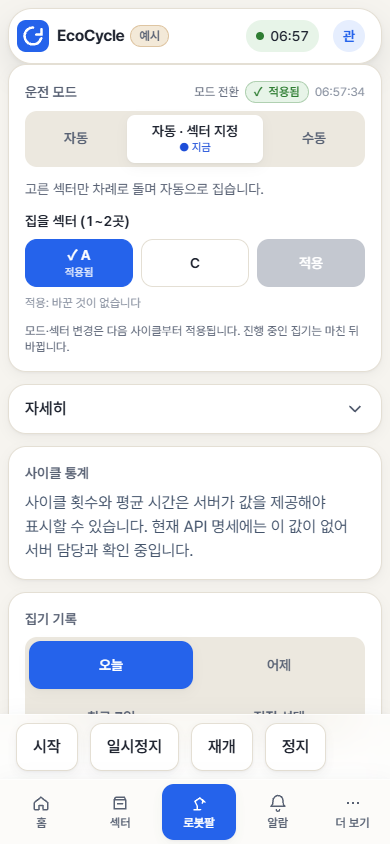 EcoCycle 예시 06:57 관
운전 모드 모드 전환 ✓ 적용됨 06:57:34
자동 자동 · 섹터 지정 수동
지금
고른 섹터만 차례로 돌며 자동으로 집습니다.
집을 섹터 (1~2곳)
✓ A C 적용
적용됨
적용: 바꾼 것이 없습니다
모드·섹터 변경은 다음 사이클부터 적용됩니다. 진행 중인 집기는 마친 뒤
바뀝니다.
자세히
사이클 통계
사이클 횟수와 평균 시간은 서버가 값을 제공해야
표시할 수 있습니다. 현재 API 명세에는 이 값이 없어
서버 담당과 확인 중입니다.
집기 기록
오늘 어제
시작 일시정지 재개 정지
홈 섹터 로봇팔 알람 더 보기